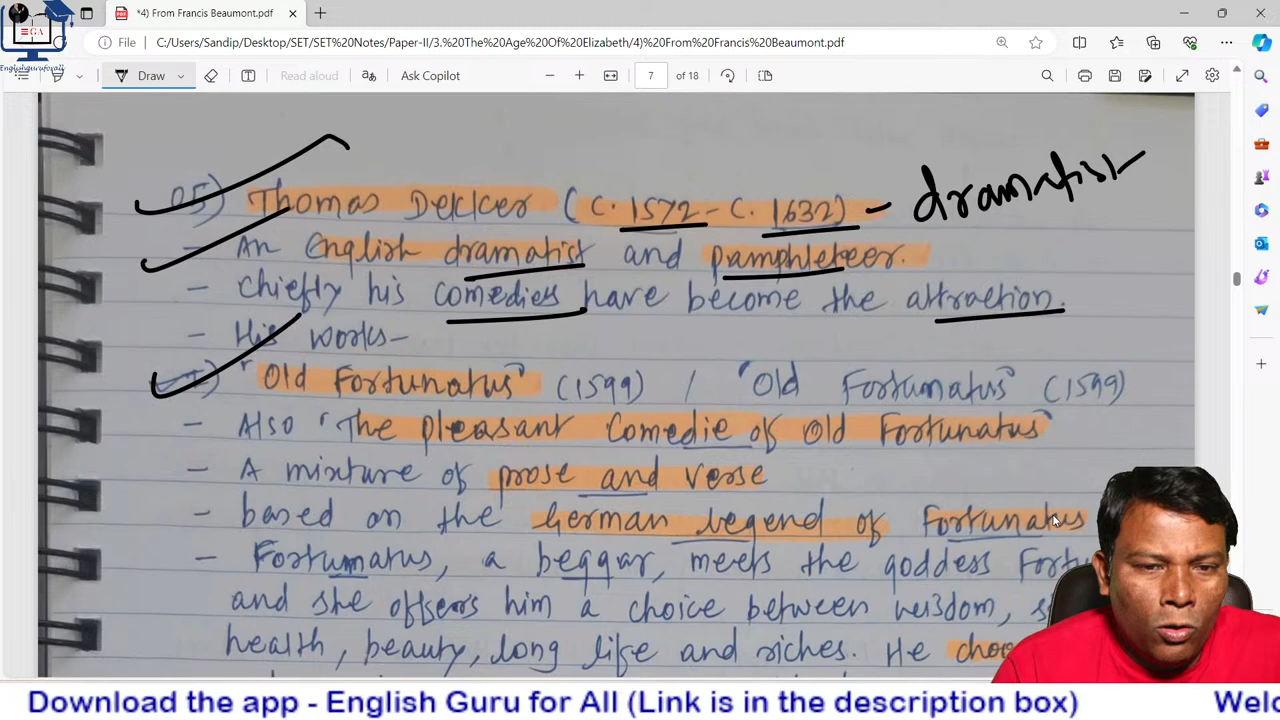 *4) From Francis Beaumont.pdf
File C:/Users/Sandip/Desktop/SET/SET%20Notes/Paper-II/3.%20The%20Age%20Of%20Elizabeth/4)%20From%20Francis%20Beaumont.pdf
GA
Englishguruforall
Draw Read aloud Ask Copilot 7 of 18
05) Thomas Dekker (c. 1572 - c. 1632) - dramatist
- An English dramatist and pamphleteer.
- chiefly his comedies have become the attraction.
- His works-
"Old Fortunatus" (1599) / "Old Fortunatus" (1599)
- Also "The pleasant Comedie of Old Fortunatus"
- A mixture of prose and verse
- based on the German legend of Fortunatus
- Fortunatus, a beggar, meets the goddess
and she offers him a choice between wisdom,
health, beauty, long life and riches. He
Download the app - English Guru for All (Link is in the description box) Welc